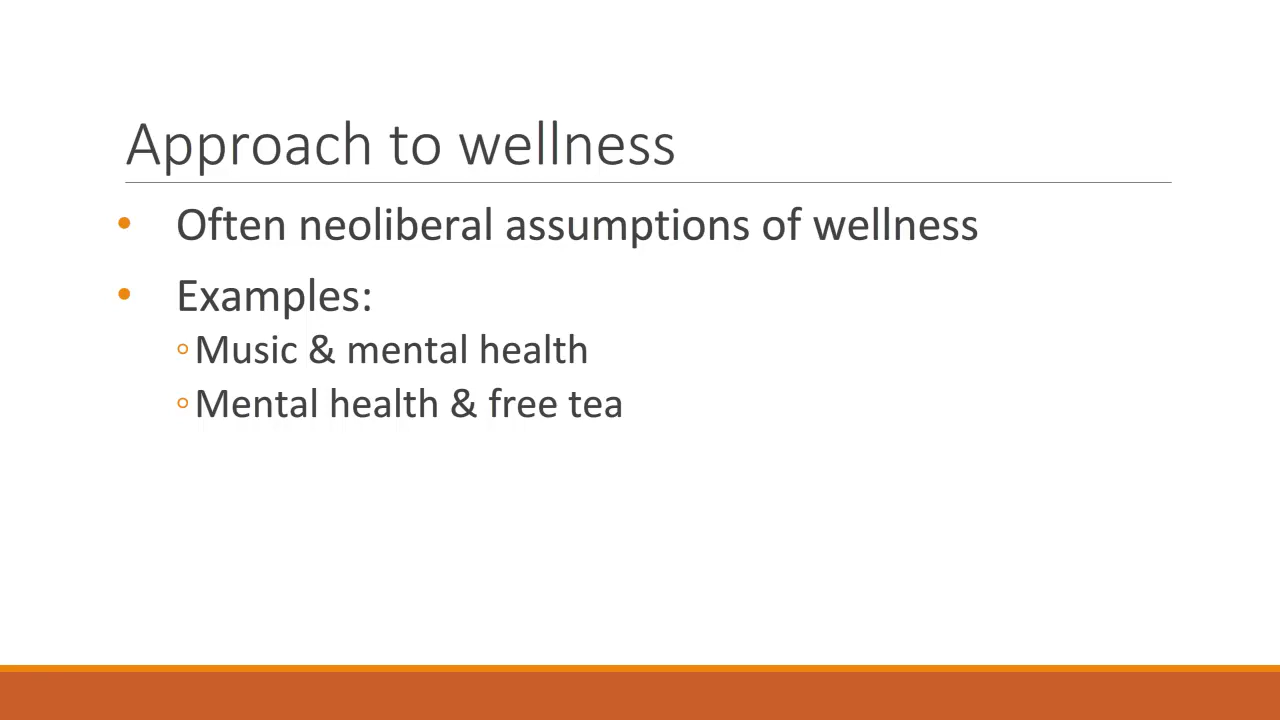 Approach to wellness
• Often neoliberal assumptions of wellness
• Examples:
◦Music & mental health
◦Mental health & free tea